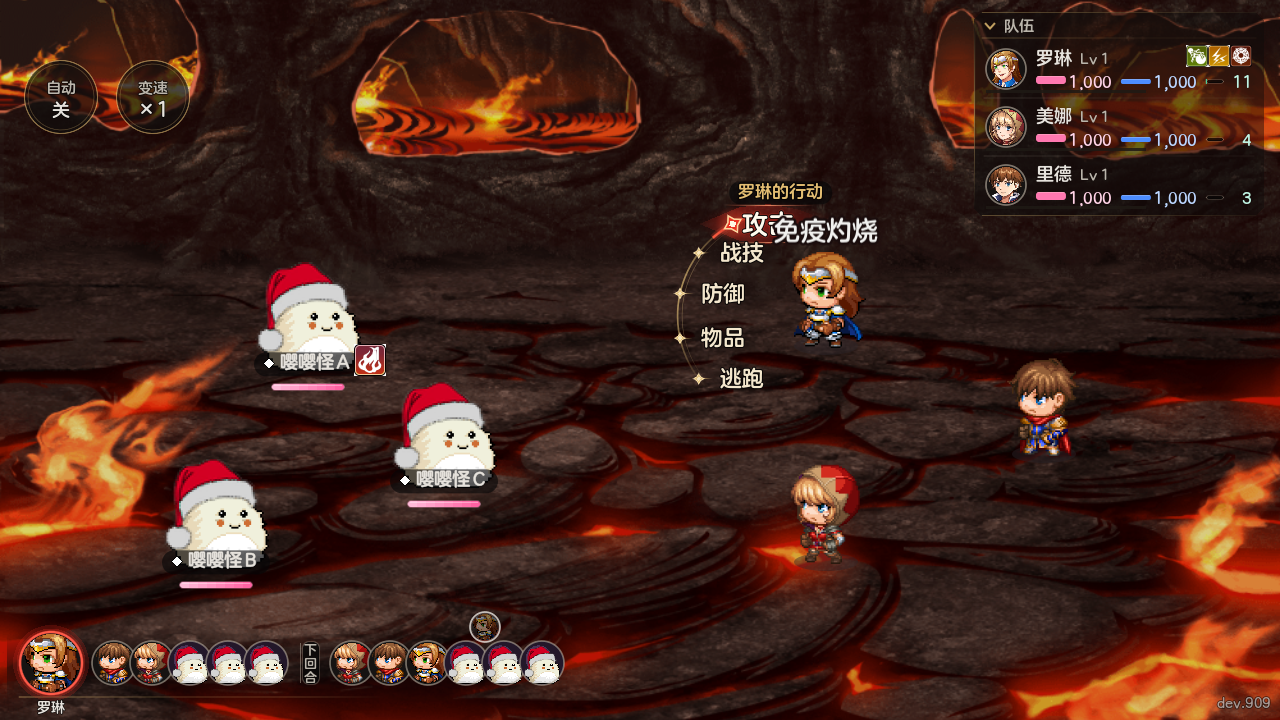 自动
关
变速
×1
队伍
罗琳 Lv 1
1,000 1,000 11
美娜 Lv 1
1,000 1,000 4
里德 Lv 1
1,000 1,000 3
罗琳的行动
攻击
免疫灼烧
战技
防御
物品
逃跑
嘤嘤怪A
嘤嘤怪C
嘤嘤怪B
下回合
罗琳
dev.909